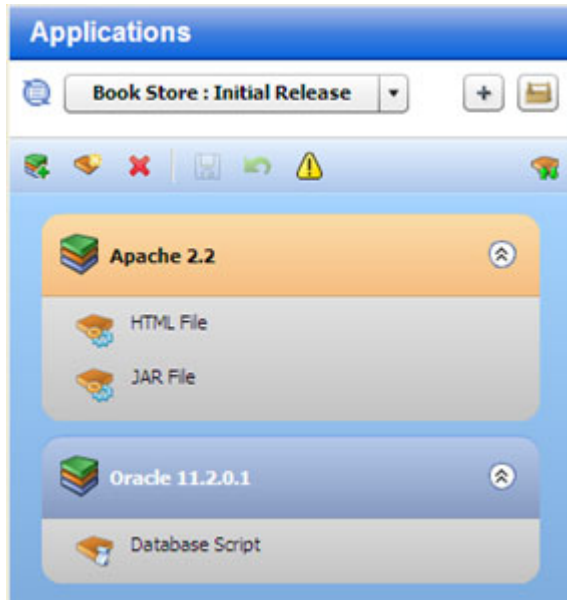 Applications
Book Store : Initial Release
Apache 2.2
HTML File
JAR File
Oracle 11.2.0.1
Database Script